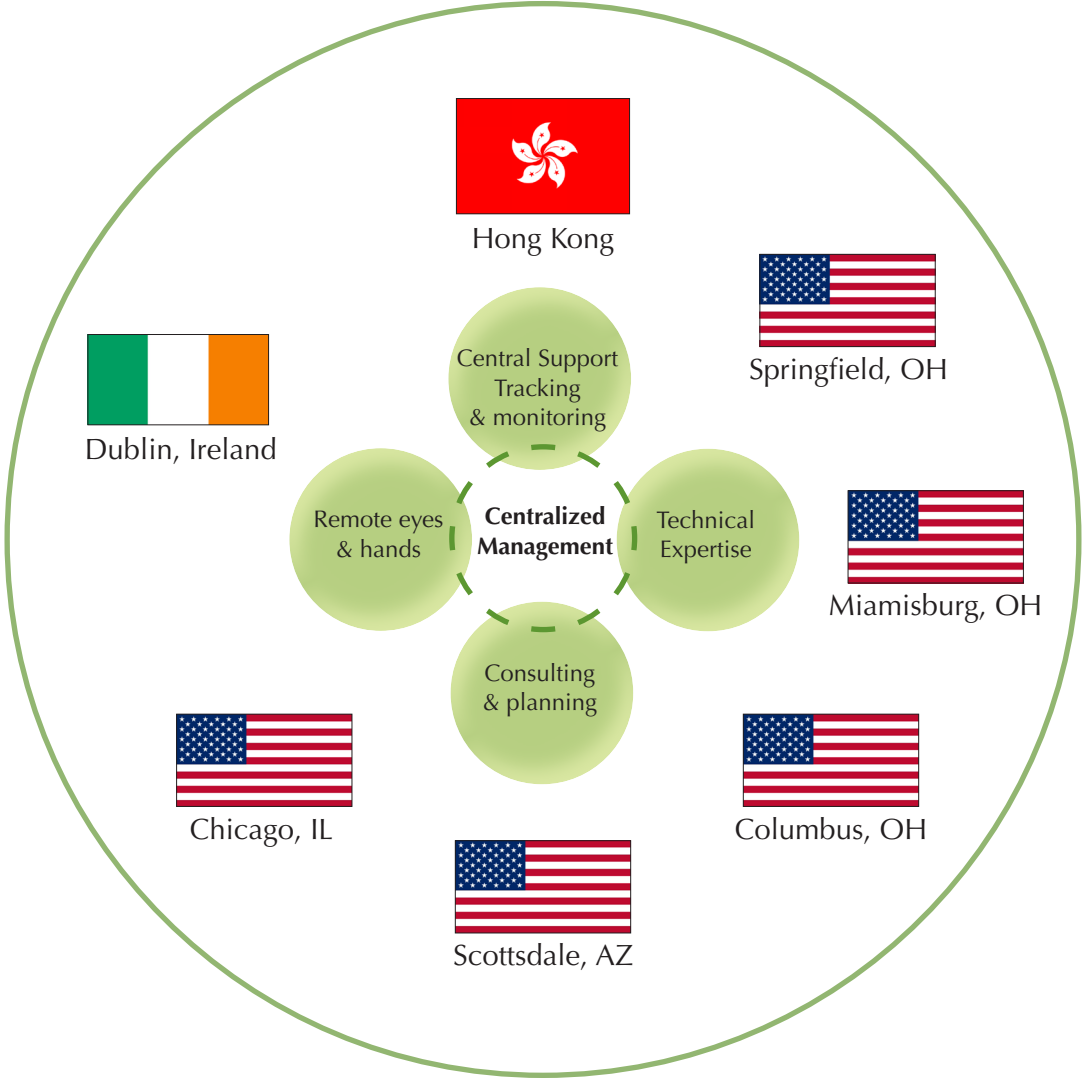 Hong Kong
Springfield, OH
Dublin, Ireland
Central Support
Tracking
& monitoring
Remote eyes
& hands
Centralized
Management
Technical
Expertise
Miamisburg, OH
Consulting
& planning
Chicago, IL
Columbus, OH
Scottsdale, AZ